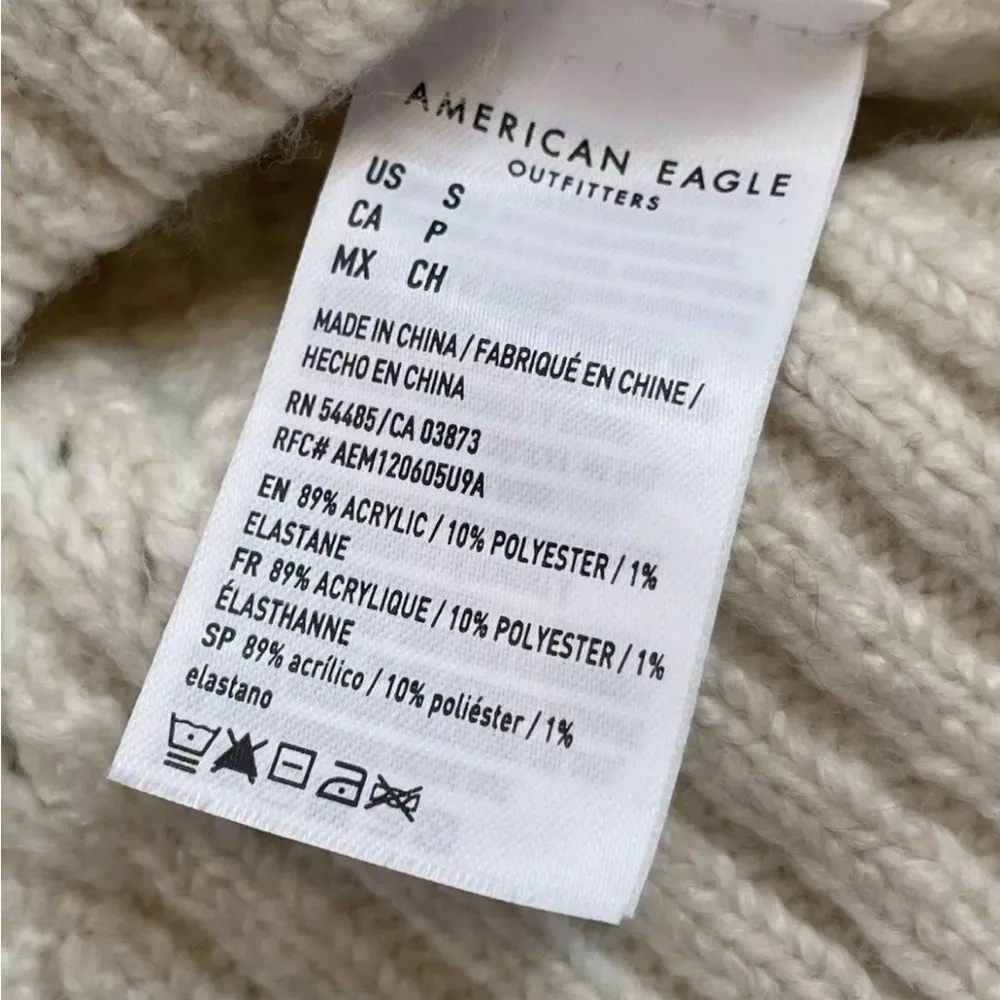 AMERICAN EAGLE
OUTFITTERS
US S
CA P
MX CH
MADE IN CHINA / FABRIQUÉ EN CHINE /
HECHO EN CHINA
RN 54485/CA 03873
RFC# AEM120605U9A
EN 89% ACRYLIC / 10% POLYESTER / 1%
ELASTANE
FR 89% ACRYLIQUE / 10% POLYESTER / 1%
ÉLASTHANNE
SP 89% acrílico / 10% poliéster / 1%
elastano